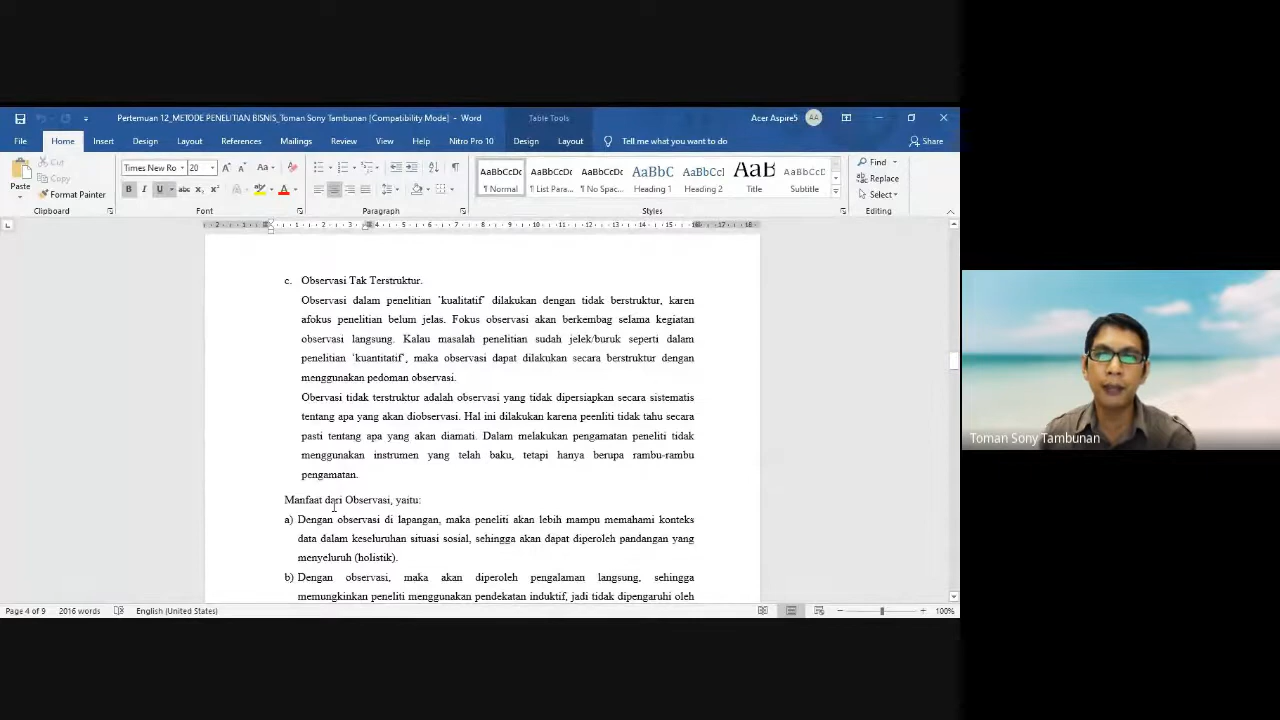 Pertemuan 12_METODE PENELITIAN BISNIS_Toman Sony Tambunan [Compatibility Mode] - Word
Table Tools
Acer Aspire5
AA
File Home Insert Design Layout References Mailings Review View Help Nitro Pro 10 Design Layout Tell me what you want to do
Share
Paste
Cut
Copy
Format Painter
Clipboard
Times New Ro 20
Font
Paragraph
AaBbCcDc AaBbCcDc AaBbCcDc AaBbC AaBbCcI AaB AaBbCcD
¶ Normal ¶ List Para... ¶ No Spac... Heading 1 Heading 2 Title Subtitle
Styles
Find
Replace
Select
Editing
c. Observasi Tak Terstruktur.
Observasi dalam penelitian ‘kualitatif’ dilakukan dengan tidak berstruktur, karen
afokus penelitian belum jelas. Fokus observasi akan berkembag selama kegiatan
observasi langsung. Kalau masalah penelitian sudah jelek/buruk seperti dalam
penelitian ‘kuantitatif’, maka observasi dapat dilakukan secara berstruktur dengan
menggunakan pedoman observasi.
Obervasi tidak terstruktur adalah observasi yang tidak dipersiapkan secara sistematis
tentang apa yang akan diobservasi. Hal ini dilakukan karena peenliti tidak tahu secara
pasti tentang apa yang akan diamati. Dalam melakukan pengamatan peneliti tidak
menggunakan instrumen yang telah baku, tetapi hanya berupa rambu-rambu
pengamatan.
Manfaat dari Observasi, yaitu:
a) Dengan observasi di lapangan, maka peneliti akan lebih mampu memahami konteks
data dalam keseluruhan situasi sosial, sehingga akan dapat diperoleh pandangan yang
menyeluruh (holistik).
b) Dengan observasi, maka akan diperoleh pengalaman langsung, sehingga
memungkinkan peneliti menggunakan pendekatan induktif, jadi tidak dipengaruhi oleh
Page 4 of 9 2016 words English (United States)
100%
Toman Sony Tambunan